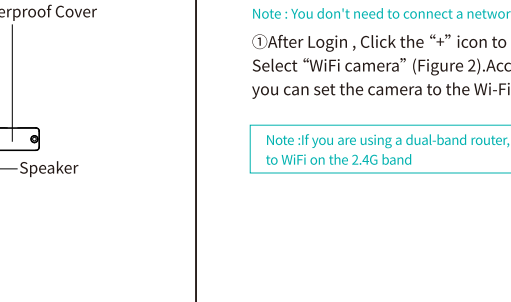 erproof Cover
Speaker
Note : You don't need to connect a networ
①After Login , Click the “+” icon to
Select “WiFi camera” (Figure 2).Acc
you can set the camera to the Wi-Fi
Note :If you are using a dual-band router,
to WiFi on the 2.4G band